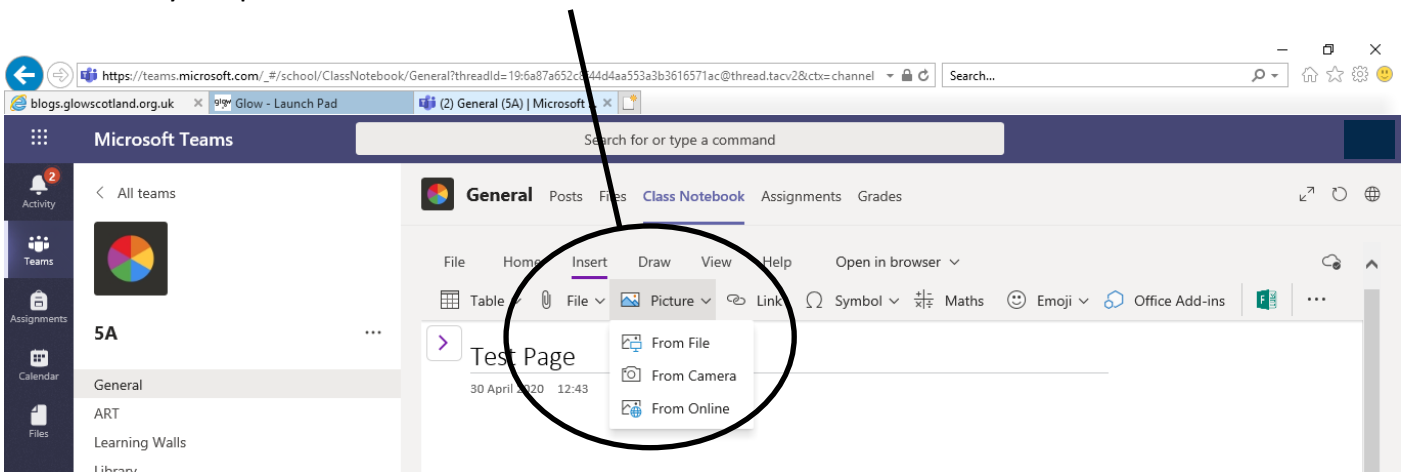 https://teams.microsoft.com/_#/school/ClassNotebook/General?threadId=19:6a87a652c8f44d4aa553a3b3616571ac@thread.tacv2&ctx=channel Search...
blogs.glowscotland.org.uk glow Glow - Launch Pad (2) General (5A) | Microsoft ...
Microsoft Teams Search for or type a command
2
Activity
Teams
Assignments
Calendar
Files
All teams
5A
General
ART
Learning Walls
Library
General Posts Files Class Notebook Assignments Grades
File Home Insert Draw View Help Open in browser
Table File Picture Link Symbol Maths Emoji Office Add-ins
From File
From Camera
From Online
Test Page
30 April 2020 12:43